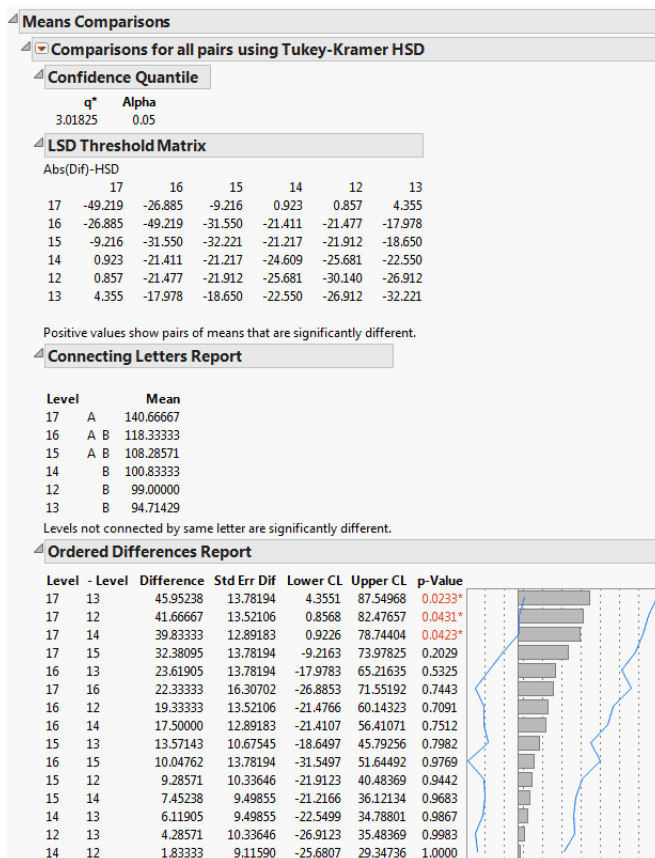 Means Comparisons
Comparisons for all pairs using Tukey-Kramer HSD
Confidence Quantile
q* Alpha
3.01825 0.05
LSD Threshold Matrix
Abs(Dif)-HSD
17 16 15 14 12 13
17 -49.219 -26.885 -9.216 0.923 0.857 4.355
16 -26.885 -49.219 -31.550 -21.411 -21.477 -17.978
15 -9.216 -31.550 -32.221 -21.217 -21.912 -18.650
14 0.923 -21.411 -21.217 -24.609 -25.681 -22.550
12 0.857 -21.477 -21.912 -25.681 -30.140 -26.912
13 4.355 -17.978 -18.650 -22.550 -26.912 -32.221
Positive values show pairs of means that are significantly different.
Connecting Letters Report
Level Mean
17 A 140.66667
16 A B 118.33333
15 A B 108.28571
14 B 100.83333
12 B 99.00000
13 B 94.71429
Levels not connected by same letter are significantly different.
Ordered Differences Report
Level - Level Difference Std Err Dif Lower CL Upper CL p-Value
17 13 45.95238 13.78194 4.3551 87.54968 0.0233*
17 12 41.66667 13.52106 0.8568 82.47657 0.0431*
17 14 39.83333 12.89183 0.9226 78.74404 0.0423*
17 15 32.38095 13.78194 -9.2163 73.97825 0.2029
16 13 23.61905 13.78194 -17.9783 65.21635 0.5325
17 16 22.33333 16.30702 -26.8853 71.55192 0.7443
16 12 19.33333 13.52106 -21.4766 60.14323 0.7091
16 14 17.50000 12.89183 -21.4107 56.41071 0.7512
15 13 13.57143 10.67545 -18.6497 45.79256 0.7982
16 15 10.04762 13.78194 -31.5497 51.64492 0.9769
15 12 9.28571 10.33646 -21.9123 40.48369 0.9442
15 14 7.45238 9.49855 -21.2166 36.12134 0.9683
14 13 6.11905 9.49855 -22.5499 34.78801 0.9867
12 13 4.28571 10.33646 -26.9123 35.48369 0.9983
14 12 1.83333 9.11590 -25.6807 29.34736 1.0000